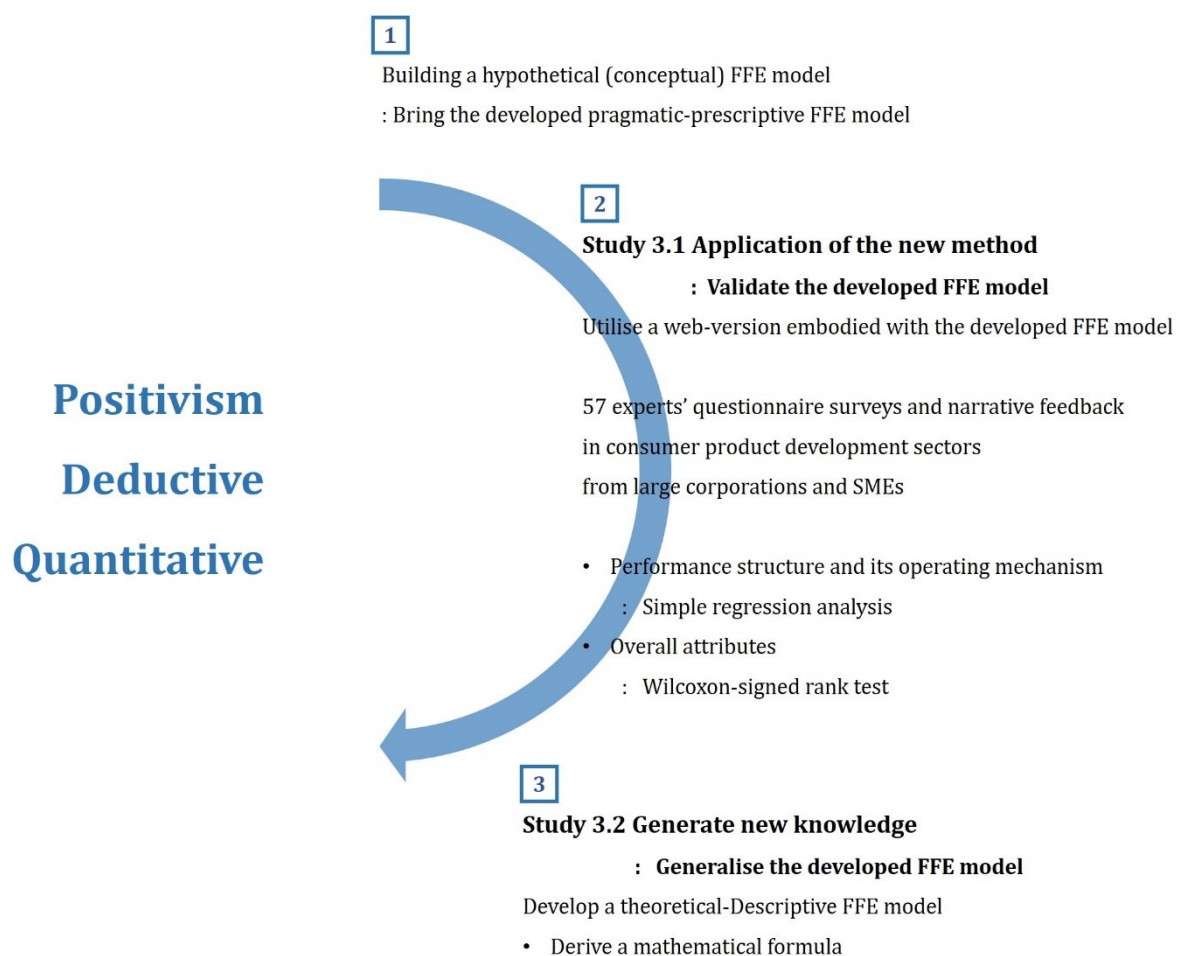 1
Building a hypothetical (conceptual) FFE model
: Bring the developed pragmatic-prescriptive FFE model
2
Study 3.1 Application of the new method
: Validate the developed FFE model
Utilise a web-version embodied with the developed FFE model
57 experts’ questionnaire surveys and narrative feedback
in consumer product development sectors
from large corporations and SMEs
• Performance structure and its operating mechanism
: Simple regression analysis
• Overall attributes
: Wilcoxon-signed rank test
Positivism
Deductive
Quantitative
3
Study 3.2 Generate new knowledge
: Generalise the developed FFE model
Develop a theoretical-Descriptive FFE model
• Derive a mathematical formula